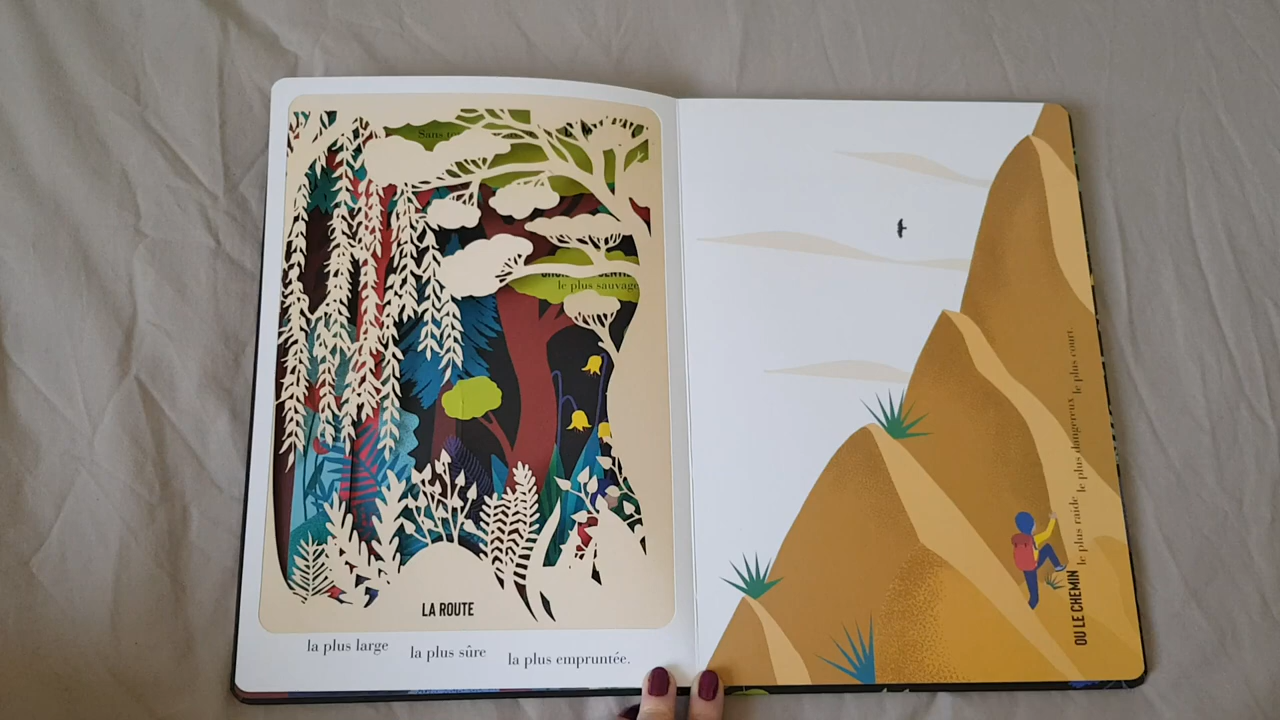 Sans
le plus sauvage
LA ROUTE
la plus large
la plus sûre
la plus empruntée.
OU LE CHEMIN
le plus raide
le plus dangereux
le plus court.